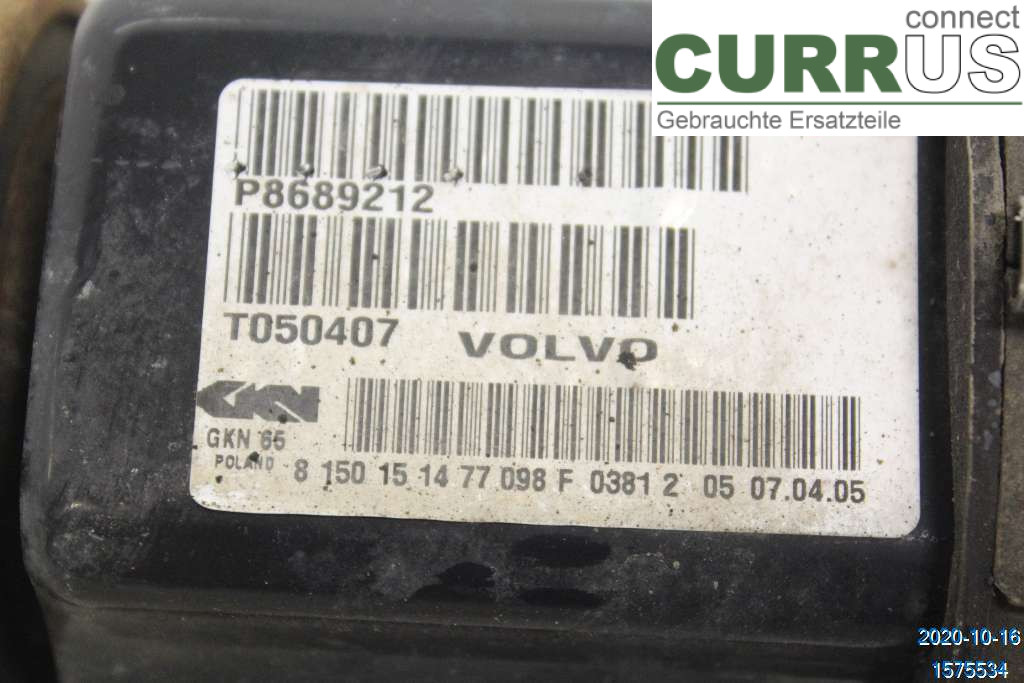 connect
CURRUS
Gebrauchte Ersatzteile
P8689212
T050407 VOLVO
GKN
GKN 65
POLAND 8 150 15 14 77 098 F 0381 2 05 07.04.05
2020-10-16
1575534